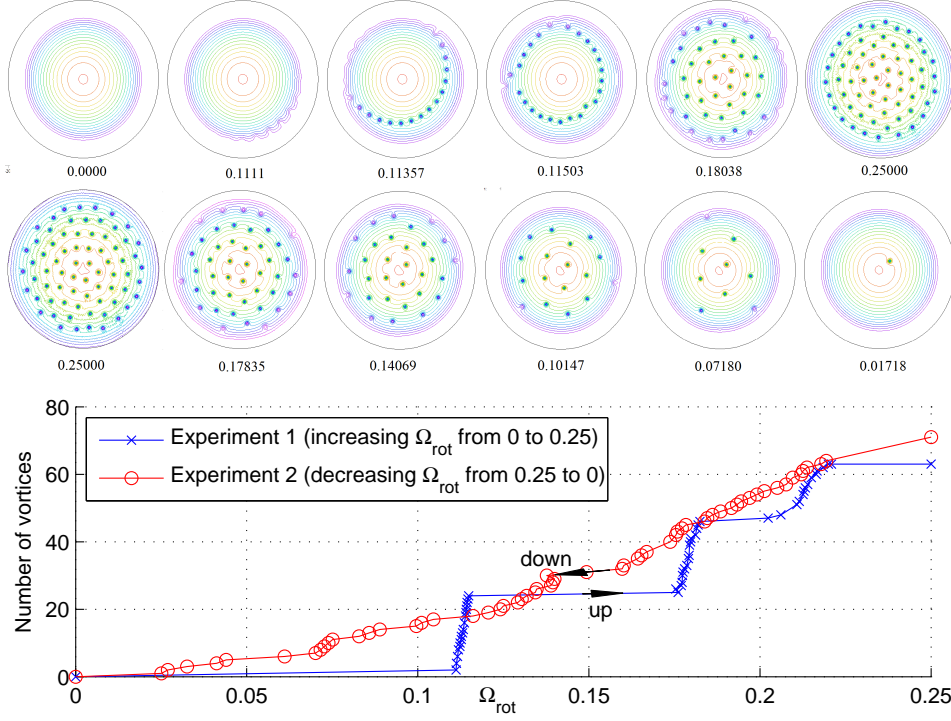 0.0000 0.1111 0.11357 0.11503 0.18038 0.25000
0.25000 0.17835 0.14069 0.10147 0.07180 0.01718
80
60
40
20
0
Number of vortices
Experiment 1 (increasing Ωrot from 0 to 0.25)
Experiment 2 (decreasing Ωrot from 0.25 to 0)
down
up
0 0.05 0.1 0.15 0.2 0.25
Ωrot